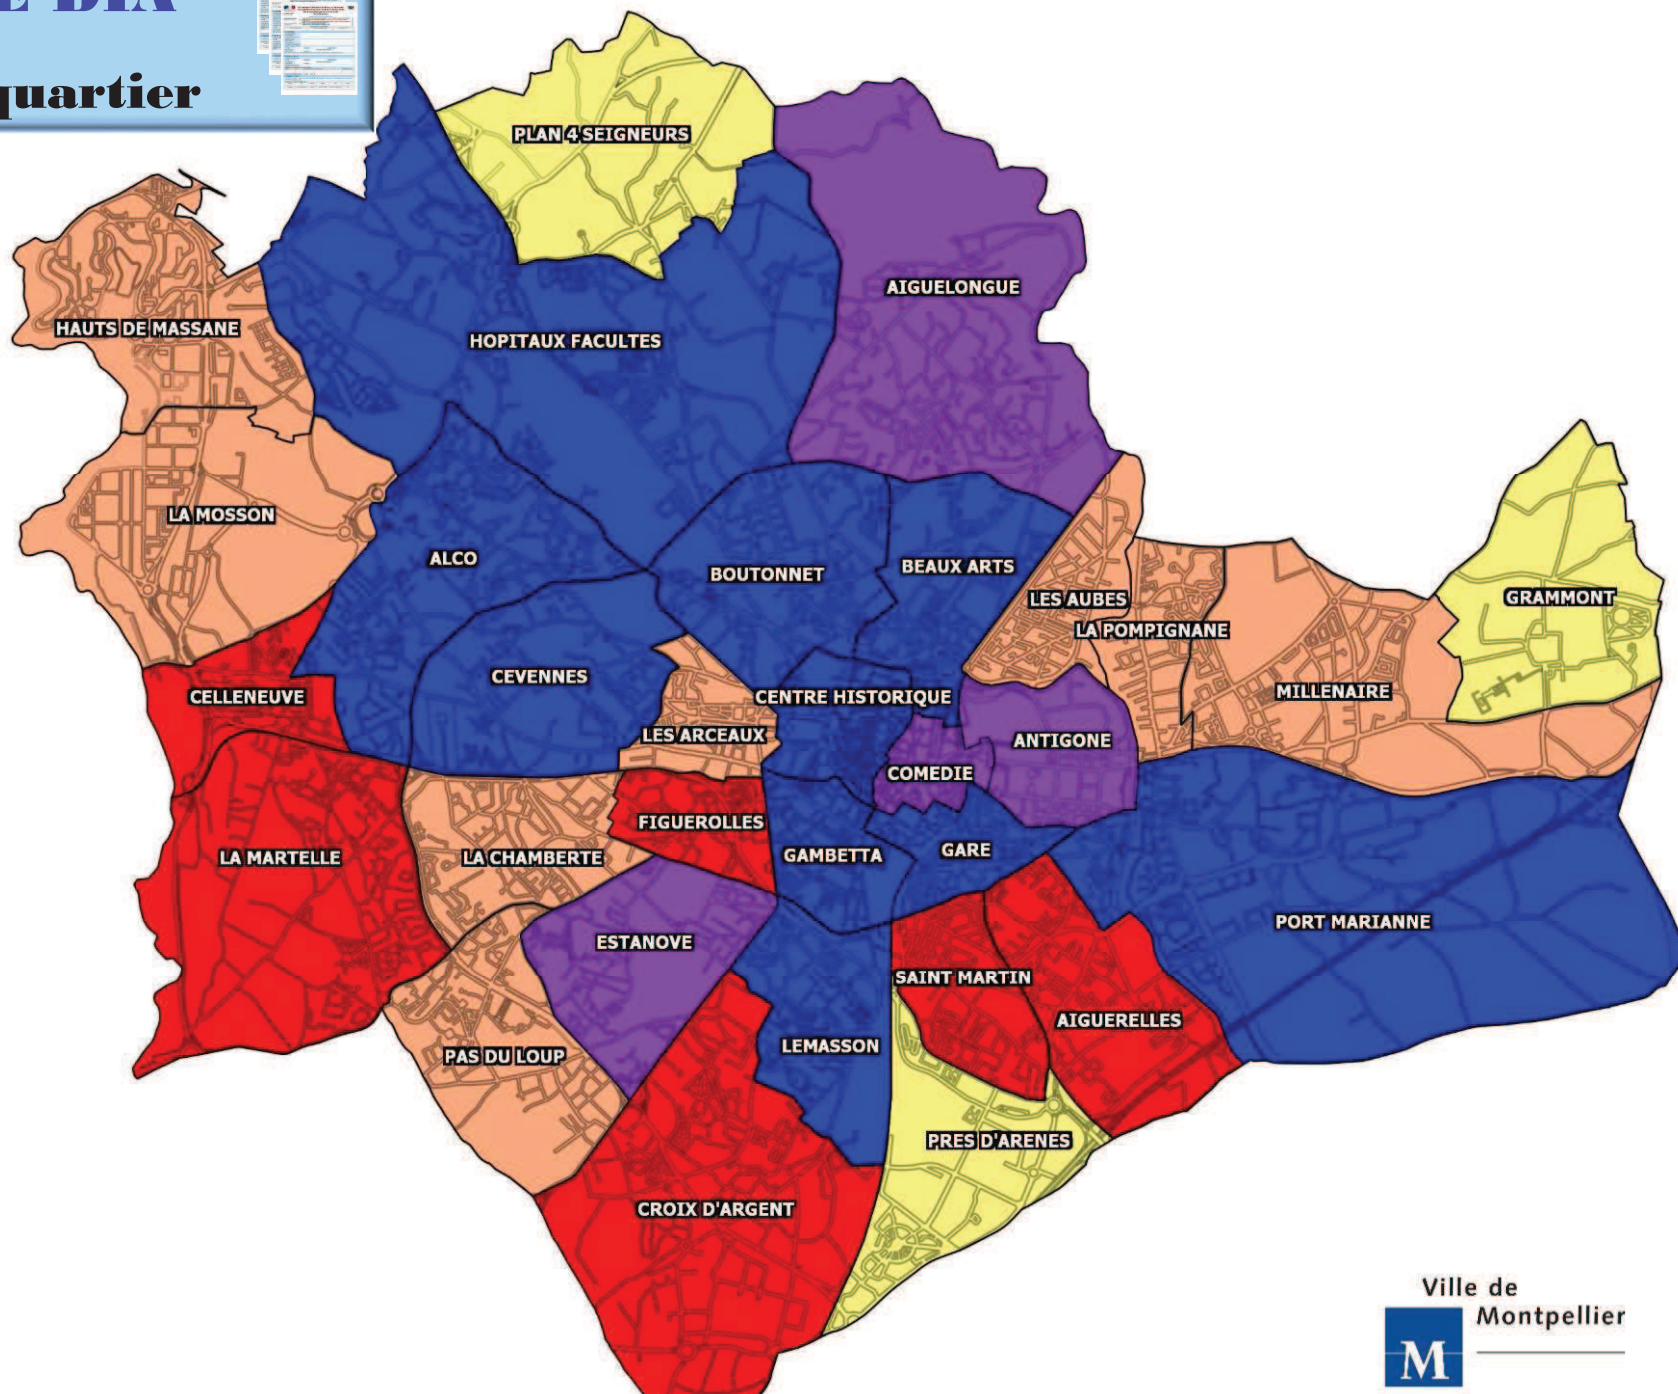 DIA
quartier
PLAN 4 SEIGNEURS
AIGUELONGUE
HAUTS DE MASSANE
HOPITAUX FACULTES
LA MOSSON
ALCO
BOUTONNET
BEAUX ARTS
LES AUBES
GRAMMONT
LA POMPIGNANE
CEVENNES
CELLENEUVE
CENTRE HISTORIQUE
MILLENAIRE
LES ARCEAUX
ANTIGONE
COMEDIE
FIGUEROLLES
LA MARTELLE
LA CHAMBERTE
GAMBETTA
GARE
PORT MARIANNE
ESTANOVE
SAINT MARTIN
AIGUERELLES
PAS DU LOUP
LEMASSON
PRES D'ARENES
CROIX D'ARGENT
Ville de
Montpellier
M